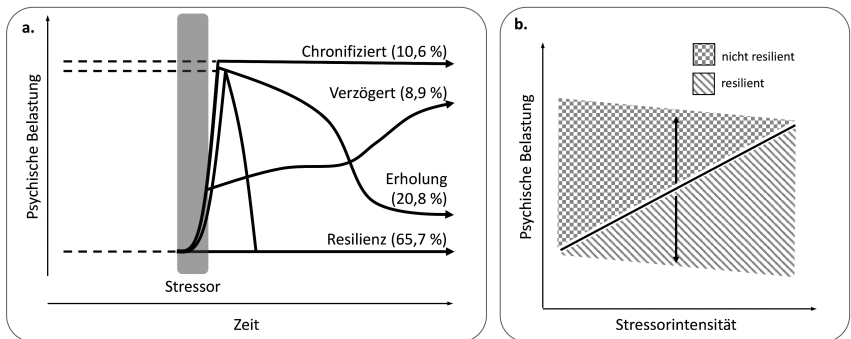 a.
Psychische Belastung
Chronifiziert (10,6 %)
Verzögert (8,9 %)
Erholung
(20,8 %)
Resilienz (65,7 %)
Stressor
Zeit
b.
Psychische Belastung
nicht resilient
resilient
Stressorintensität